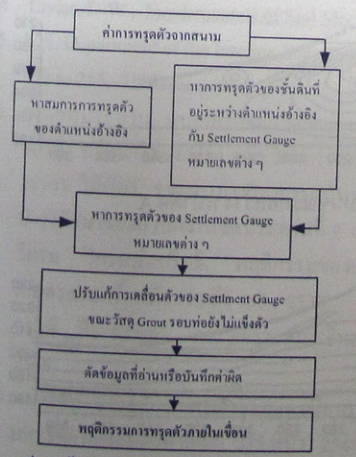 ค่าการทรุดตัวจากสนาม
หาสมการการทรุดตัว
ของตำแหน่งอ้างอิง
หาการทรุดตัวของชั้นดินที่
อยู่ระหว่างตำแหน่งอ้างอิง
กับ Settlement Gauge
หมายเลขต่าง ๆ
หาการทรุดตัวของ Settlement Gauge
หมายเลขต่าง ๆ
ปรับแก้การเคลื่อนตัวของ Settlment Gauge
ขณะวัสดุ Grout รอบท่อยังไม่แข็งตัว
ตัดข้อมูลที่อ่านหรือบันทึกค่าผิด
พฤติกรรมการทรุดตัวภายในเขื่อน